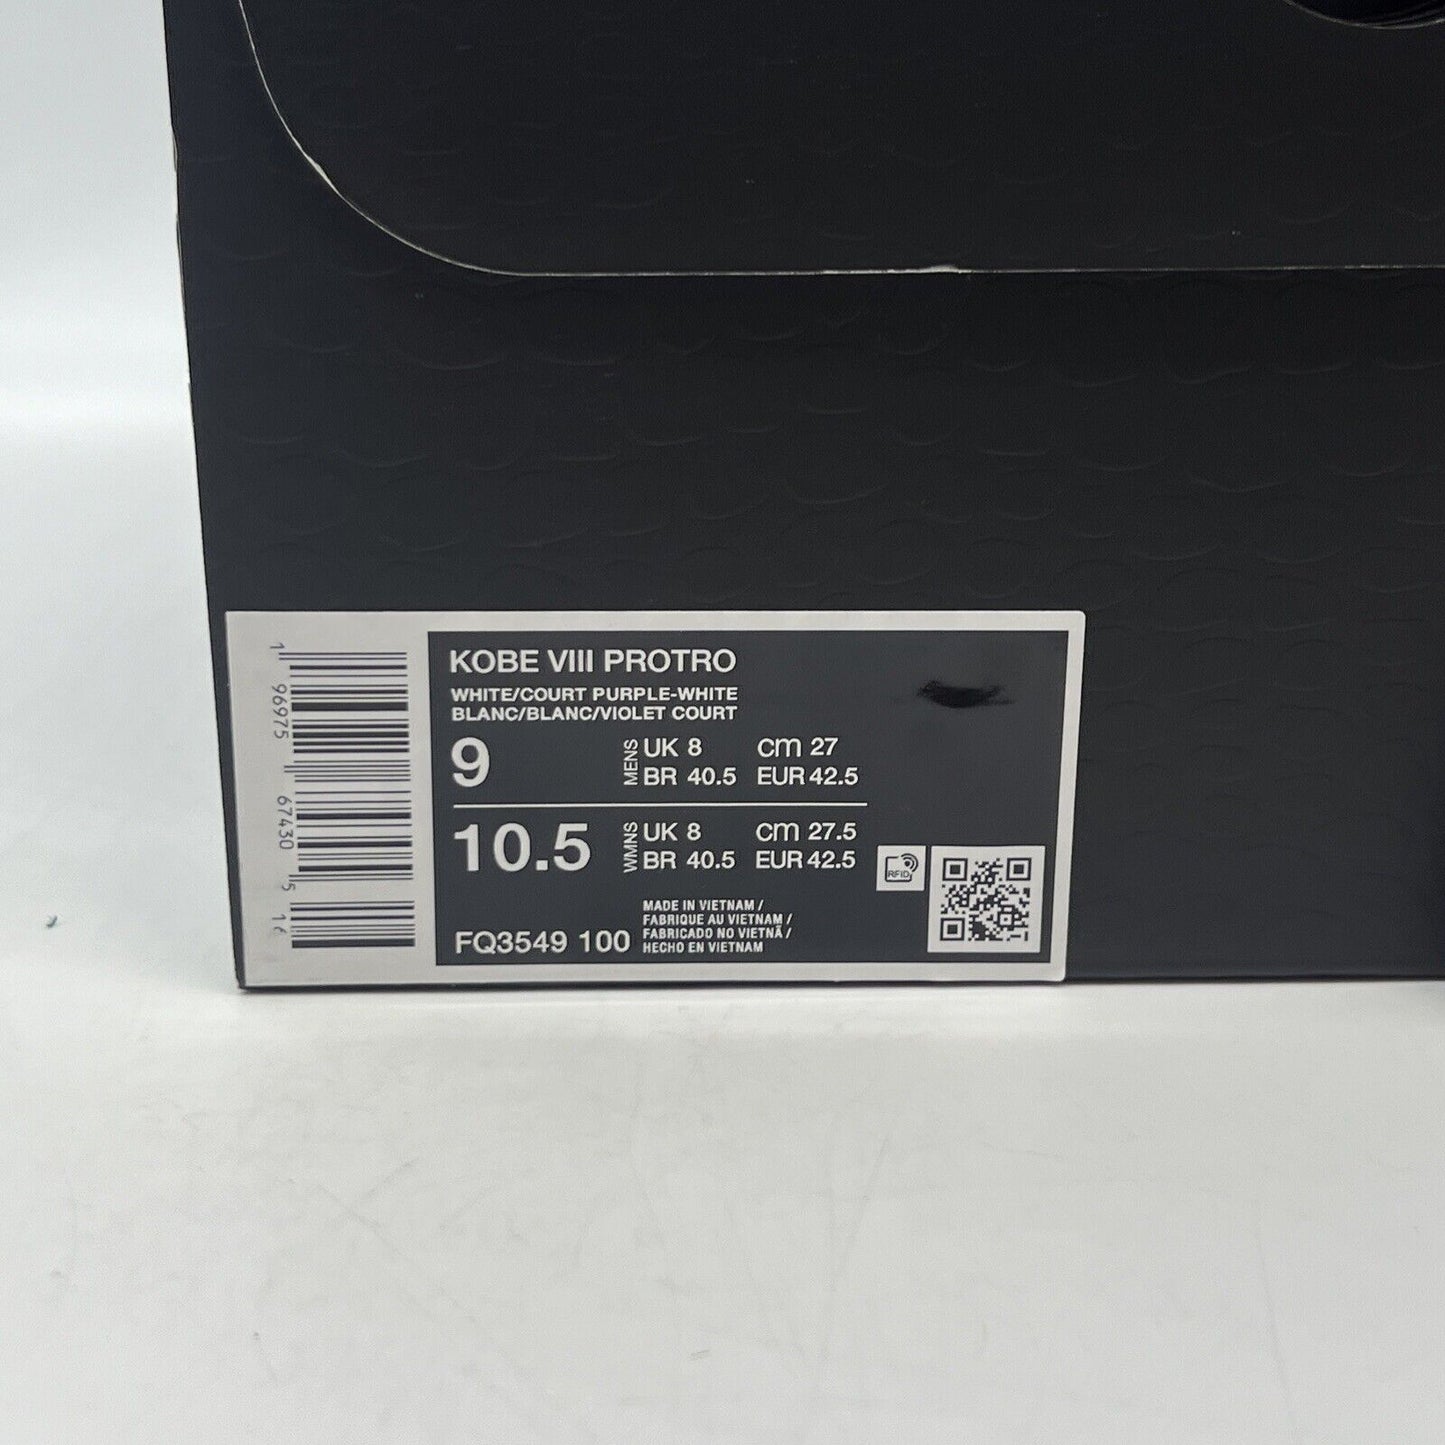 KOBE VIII PROTRO
WHITE/COURT PURPLE-WHITE
BLANC/BLANC/VIOLET COURT
9 MENS UK 8 cm 27
BR 40.5 EUR 42.5
10.5 WMNS UK 8 cm 27.5
BR 40.5 EUR 42.5
RFID
MADE IN VIETNAM /
FABRIQUE AU VIETNAM /
FABRICADO NO VIETNÃ /
HECHO EN VIETNAM
FQ3549 100
1 96975 67430 5